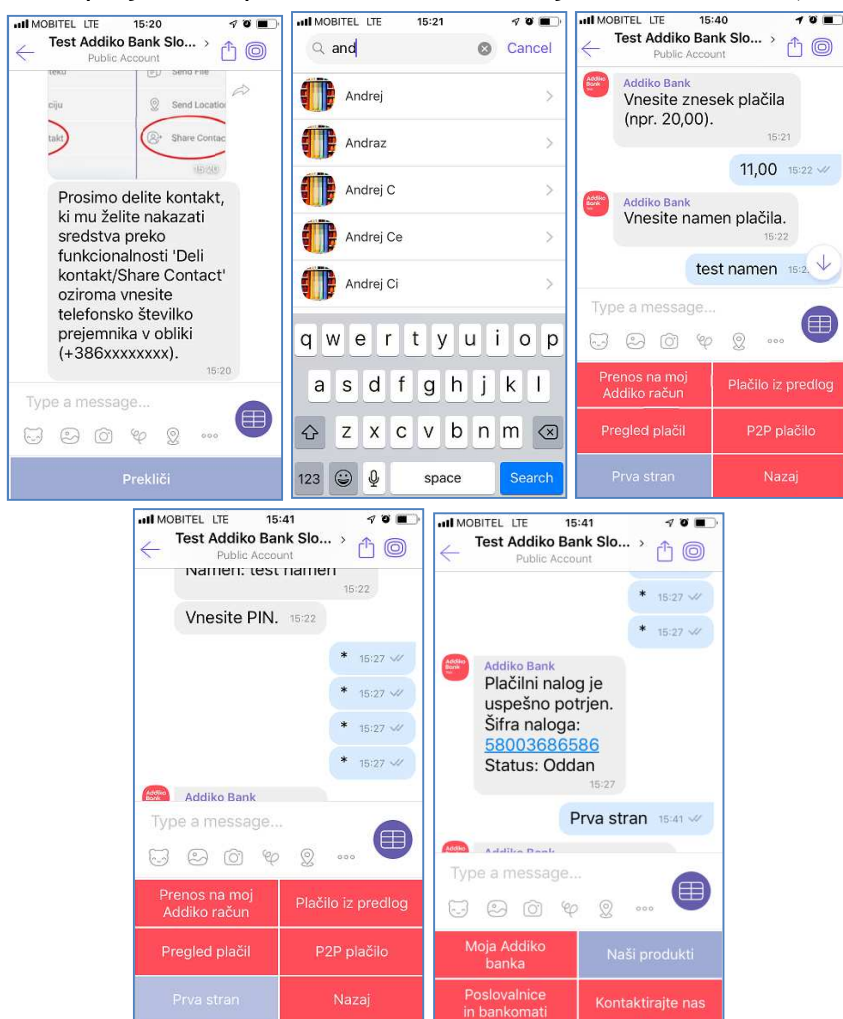 MOBITEL LTE 15:20
Test Addiko Bank Slo... >
Public Account
Send File
ciju
Send Location
takt
Share Contac
15:20
Prosimo delite kontakt,
ki mu želite nakazati
sredstva preko
funkcionalnosti 'Deli
kontakt/Share Contact'
oziroma vnesite
telefonsko številko
prejemnika v obliki
(+386xxxxxxxx).
15:20
Type a message...
Prekliči
MOBITEL LTE 15:21
and
Cancel
Andrej
Andraz
Andrej C
Andrej Ce
Andrej Ci
q w e r t y u i o p
a s d f g h j k l
z x c v b n m
123 space Search
MOBITEL LTE 15:40
Test Addiko Bank Slo... >
Public Account
Addiko Bank
Vnesite znesek plačila
(npr. 20,00).
15:21
11,00 15:22
Addiko Bank
Vnesite namen plačila.
15:22
test namen 15:2
Type a message...
Prenos na moj
Addiko račun
Plačilo iz predlog
Pregled plačil
P2P plačilo
Prva stran
Nazaj
MOBITEL LTE 15:41
Test Addiko Bank Slo... >
Public Account
Namen: test namen
15:22
Vnesite PIN. 15:22
* 15:27
* 15:27
* 15:27
* 15:27
Addiko Bank
Type a message...
Prenos na moj
Addiko račun
Plačilo iz predlog
Pregled plačil
P2P plačilo
Prva stran
Nazaj
MOBITEL LTE 15:41
Test Addiko Bank Slo... >
Public Account
* 15:27
* 15:27
Addiko Bank
Plačilni nalog je
uspešno potrjen.
Šifra naloga:
58003686586
Status: Oddan
15:27
Prva stran 15:41
Addiko Bank
Type a message...
Moja Addiko
banka
Naši produkti
Poslovalnice
in bankomati
Kontaktirajte nas